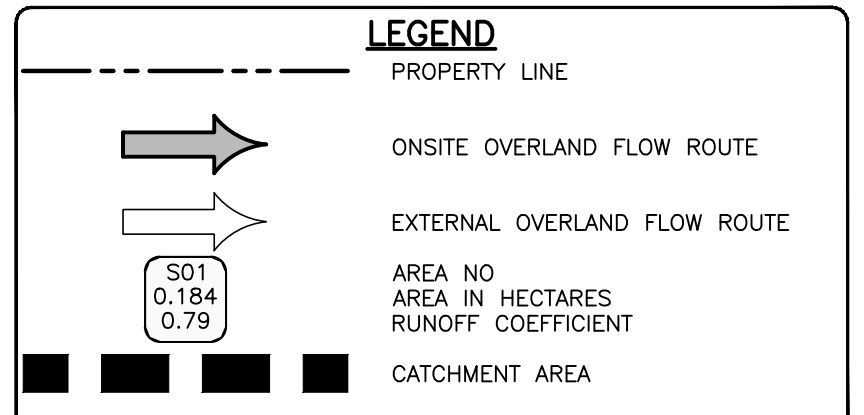 LEGEND
PROPERTY LINE
ONSITE OVERLAND FLOW ROUTE
EXTERNAL OVERLAND FLOW ROUTE
S01 AREA NO
0.184 AREA IN HECTARES
0.79 RUNOFF COEFFICIENT
CATCHMENT AREA